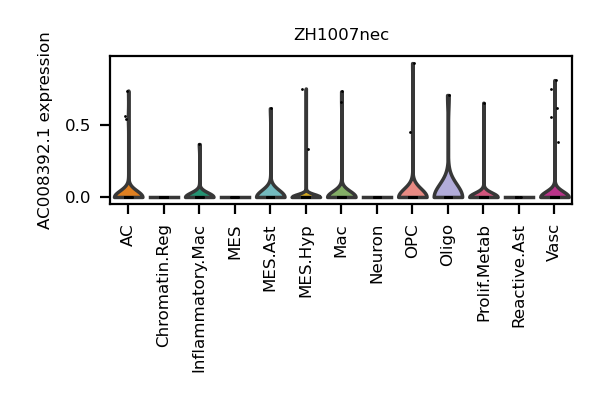 ZH1007nec
AC008392.1 expression
0.5
0.0
AC
Chromatin.Reg
Inflammatory.Mac
MES
MES.Ast
MES.Hyp
Mac
Neuron
OPC
Oligo
Prolif.Metab
Reactive.Ast
Vasc